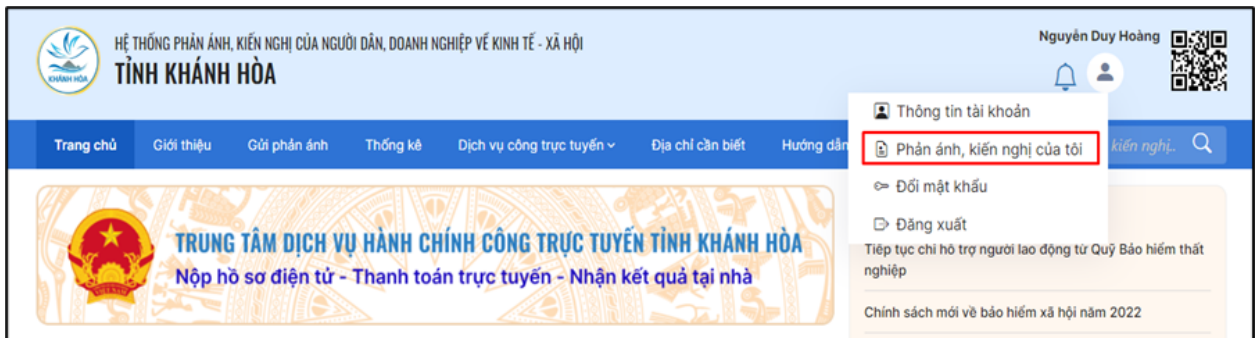 HỆ THỐNG PHẢN ÁNH, KIẾN NGHỊ CỦA NGƯỜI DÂN, DOANH NGHIỆP VỀ KINH TẾ - XÃ HỘI
TỈNH KHÁNH HÒA
KHÁNH HÒA
Nguyễn Duy Hoàng
Thông tin tài khoản
Phản ánh, kiến nghị của tôi
Đổi mật khẩu
Đăng xuất
Trang chủ Giới thiệu Gửi phản ánh Thống kê Dịch vụ công trực tuyến Địa chỉ cần biết Hướng dẫn kiến nghị..
TRUNG TÂM DỊCH VỤ HÀNH CHÍNH CÔNG TRỰC TUYẾN TỈNH KHÁNH HÒA
Nộp hồ sơ điện tử - Thanh toán trực tuyến - Nhận kết quả tại nhà
Tiếp tục chi hỗ trợ người lao động từ Quỹ Bảo hiểm thất
nghiệp
Chính sách mới về bảo hiểm xã hội năm 2022